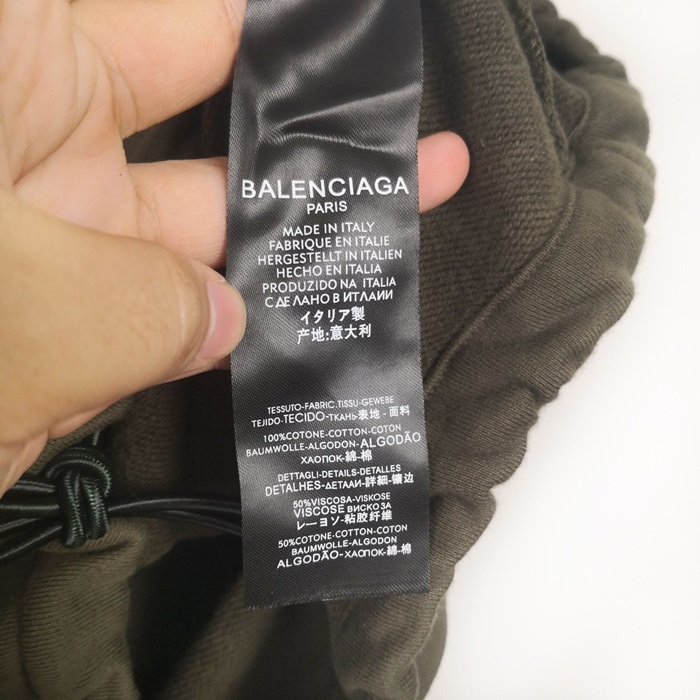 BALENCIAGA
PARIS
MADE IN ITALY
FABRIQUE EN ITALIE
HERGESTELLT IN ITALIEN
HECHO EN ITALIA
PRODUZIDO NA ITALIA
СДЕЛАНО В ИТАЛИИ
イタリア製
产地:意大利
TESSUTO-FABRIC.TISSU-GEWEBE
TEJIDO-TECIDO-ТКАНЬ-表地-面料
100%COTONE-COTTON-COTON
BAUMWOLLE-ALGODON-ALGODÃO
ХЛОПОК-綿-棉
DETTAGLI-DETAILS-DETALLES
DETALHES-ДЕТАЛИ-詳細-镶边
50%VISCOSA-VISKOSE
VISCOSE ВИСКОЗА
レーヨン-粘胶纤维
50%COTONE-COTTON-COTON
BAUMWOLLE-ALGODON
ALGODÃO-ХЛОПОК-綿-棉